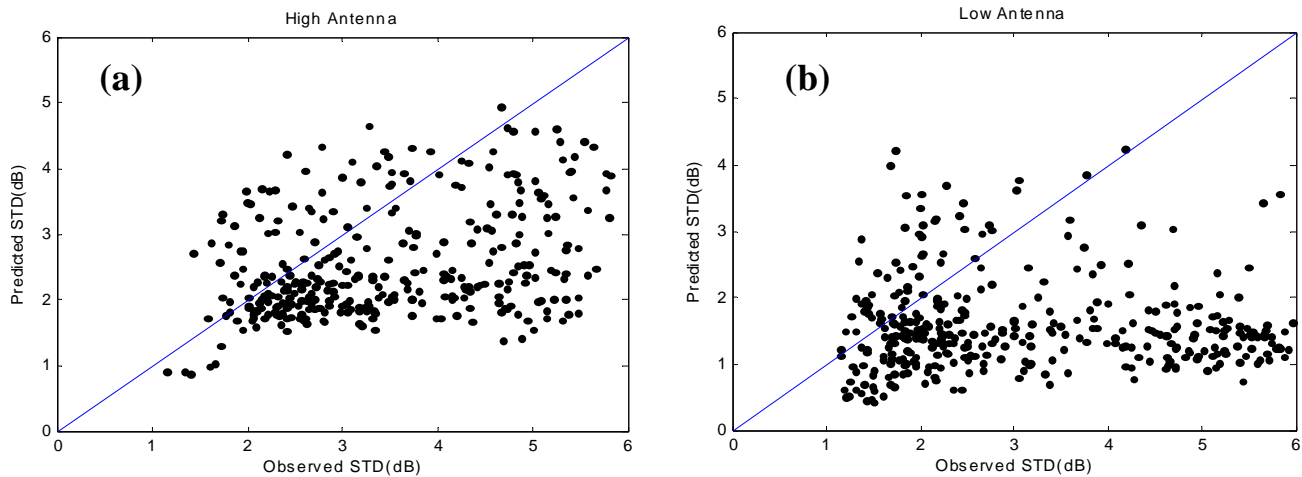 High Antenna
(a)
6
5
4
3
2
1
0
Predicted STD(dB)
0 1 2 3 4 5 6
Observed STD(dB)
Low Antenna
(b)
6
5
4
3
2
1
0
Predicted STD(dB)
0 1 2 3 4 5 6
Observed STD(dB)